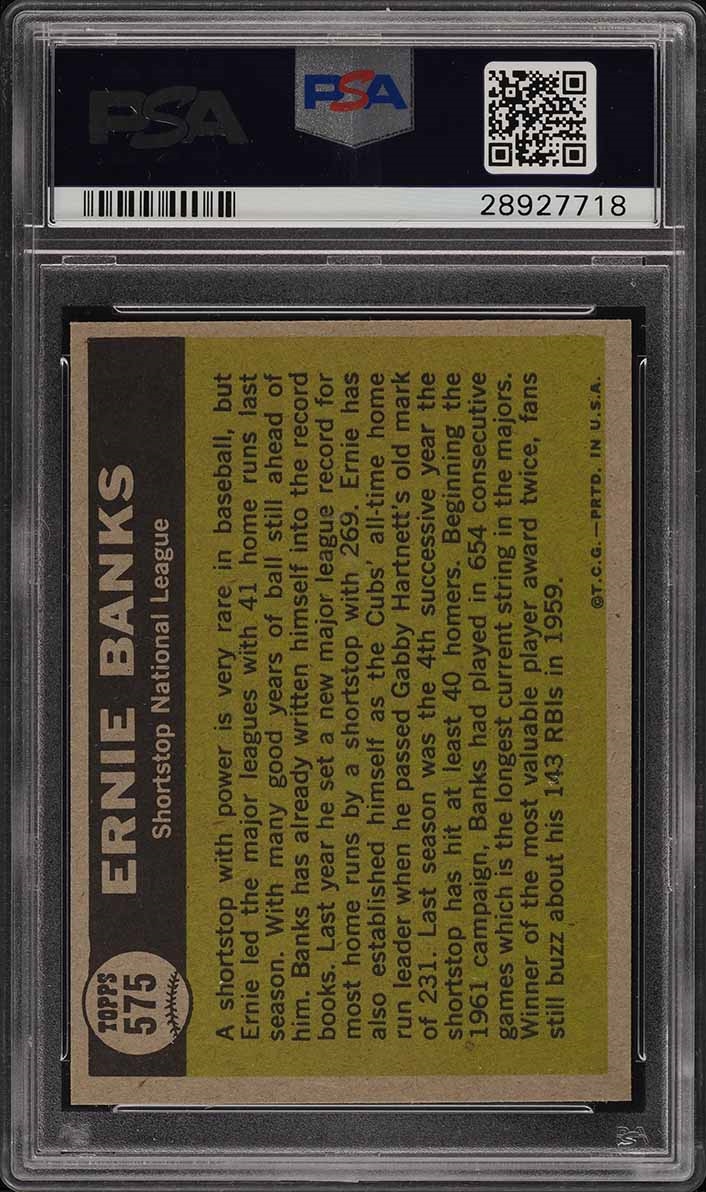 PSA
PSA
28927718
TOPPS
575
ERNIE BANKS
Shortstop National League
A shortstop with power is very rare in baseball, but
Ernie led the major leagues with 41 home runs last
season. With many good years of ball still ahead of
him. Banks has already written himself into the record
books. Last year he set a new major league record for
most home runs by a shortstop with 269. Ernie has
also established himself as the Cubs' all-time home
run leader when he passed Gabby Hartnett's old mark
of 231. Last season was the 4th successive year the
shortstop has hit at least 40 homers. Beginning the
1961 campaign, Banks had played in 654 consecutive
games which is the longest current string in the majors.
Winner of the most valuable player award twice, fans
still buzz about his 143 RBIs in 1959.
©T.C.G.—PRTD. IN U.S.A.